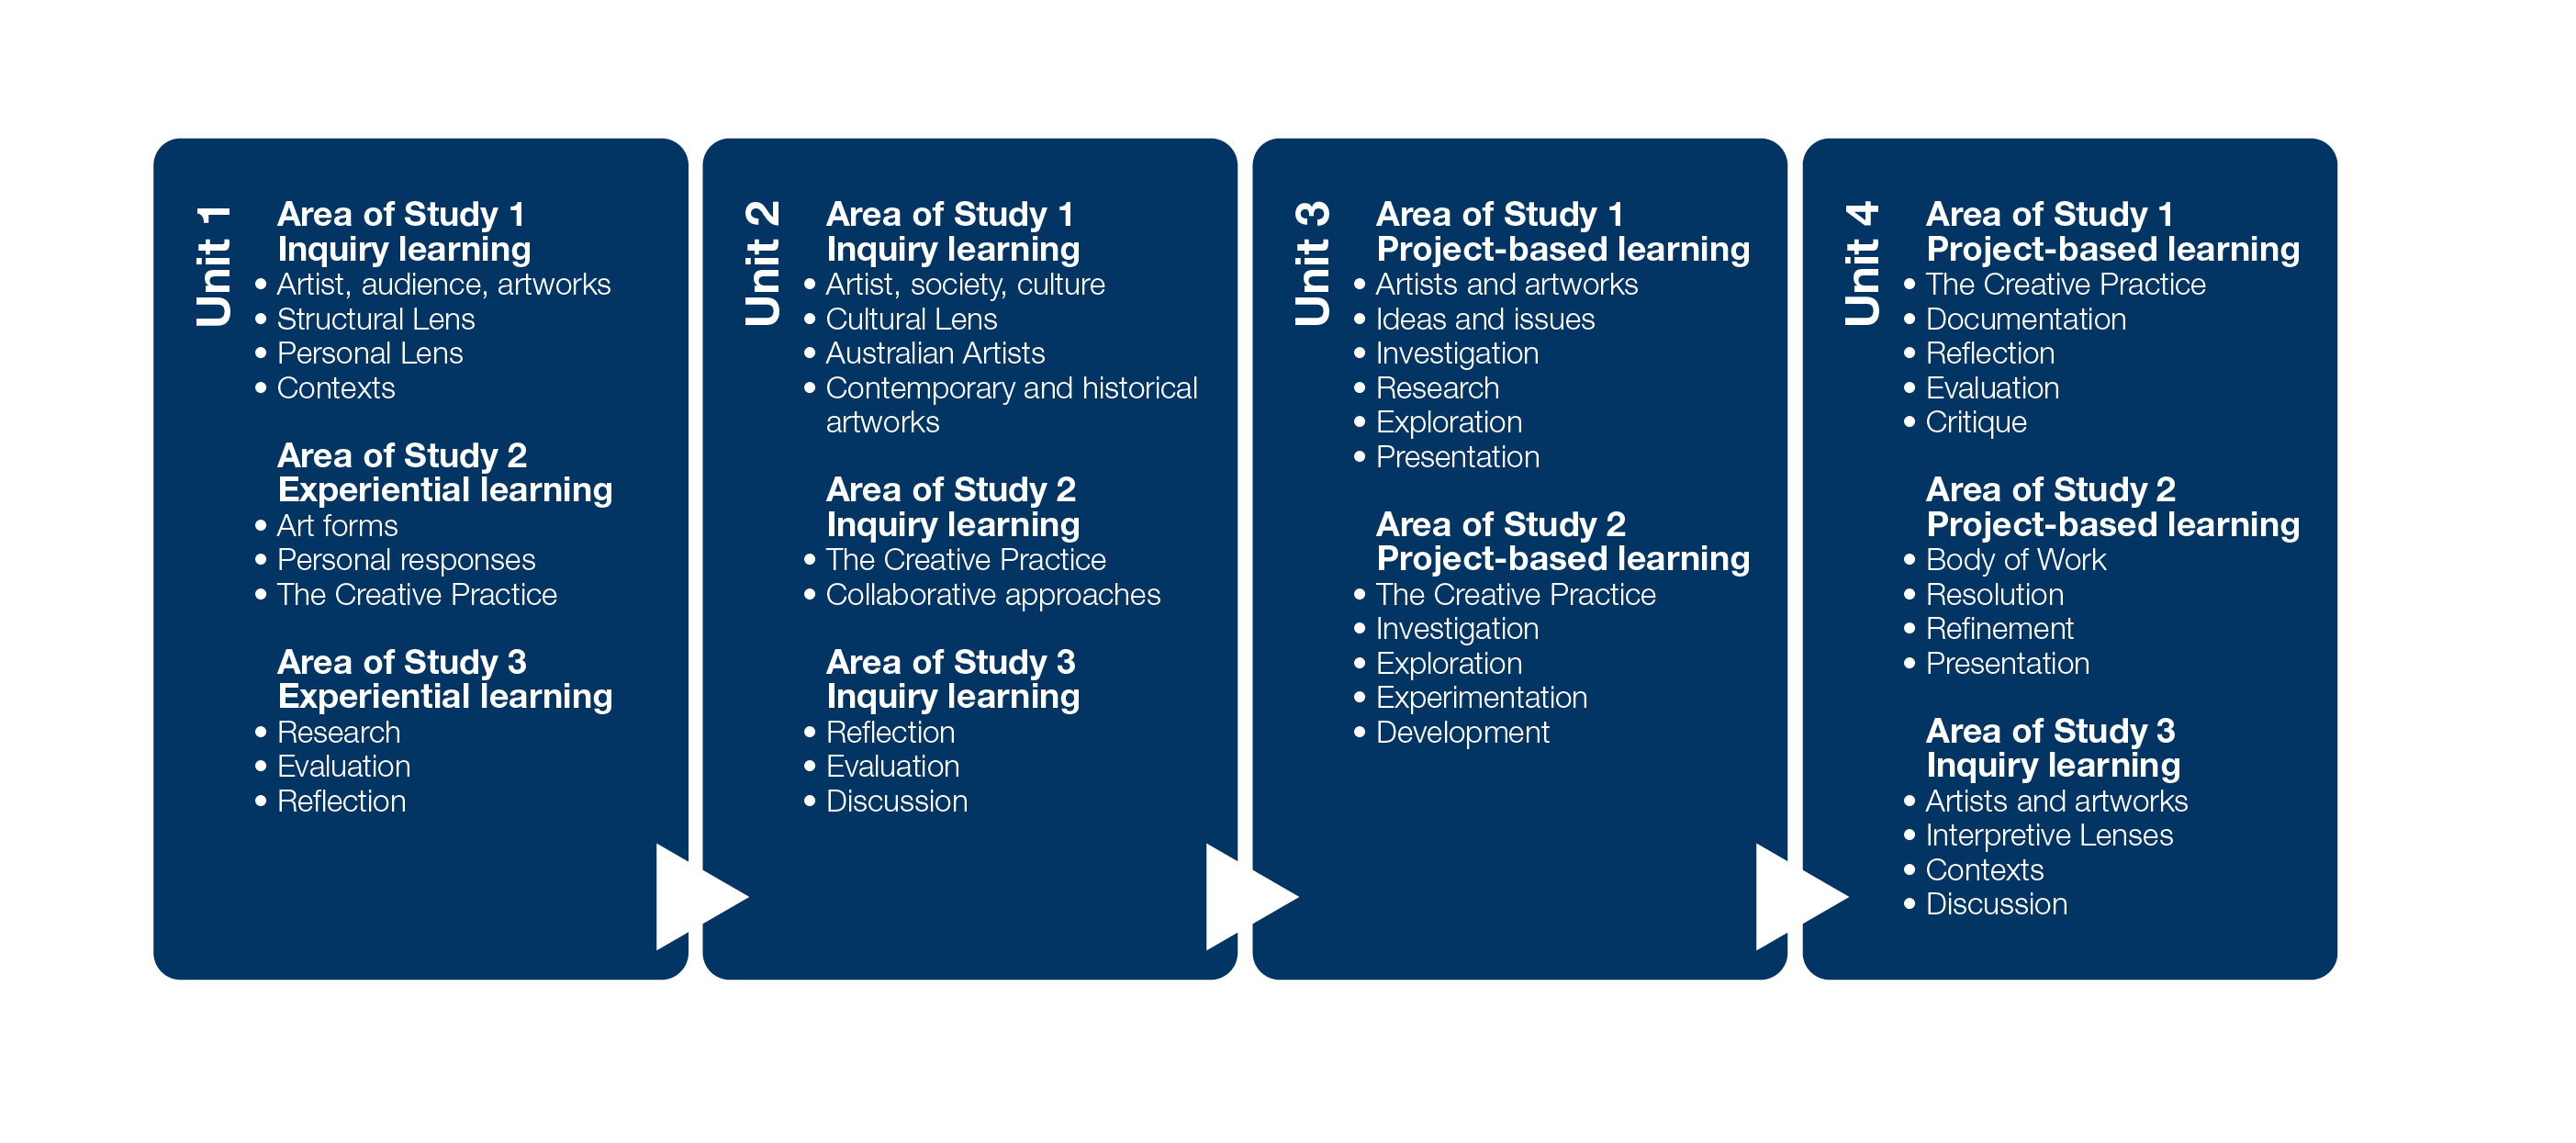 Unit 1
Area of Study 1
Inquiry learning
• Artist, audience, artworks
• Structural Lens
• Personal Lens
• Contexts
Area of Study 2
Experiential learning
• Art forms
• Personal responses
• The Creative Practice
Area of Study 3
Experiential learning
• Research
• Evaluation
• Reflection
Unit 2
Area of Study 1
Inquiry learning
• Artist, society, culture
• Cultural Lens
• Australian Artists
• Contemporary and historical
artworks
Area of Study 2
Inquiry learning
• The Creative Practice
• Collaborative approaches
Area of Study 3
Inquiry learning
• Reflection
• Evaluation
• Discussion
Unit 3
Area of Study 1
Project-based learning
• Artists and artworks
• Ideas and issues
• Investigation
• Research
• Exploration
• Presentation
Area of Study 2
Project-based learning
• The Creative Practice
• Investigation
• Exploration
• Experimentation
• Development
Unit 4
Area of Study 1
Project-based learning
• The Creative Practice
• Documentation
• Reflection
• Evaluation
• Critique
Area of Study 2
Project-based learning
• Body of Work
• Resolution
• Refinement
• Presentation
Area of Study 3
Inquiry learning
• Artists and artworks
• Interpretive Lenses
• Contexts
• Discussion